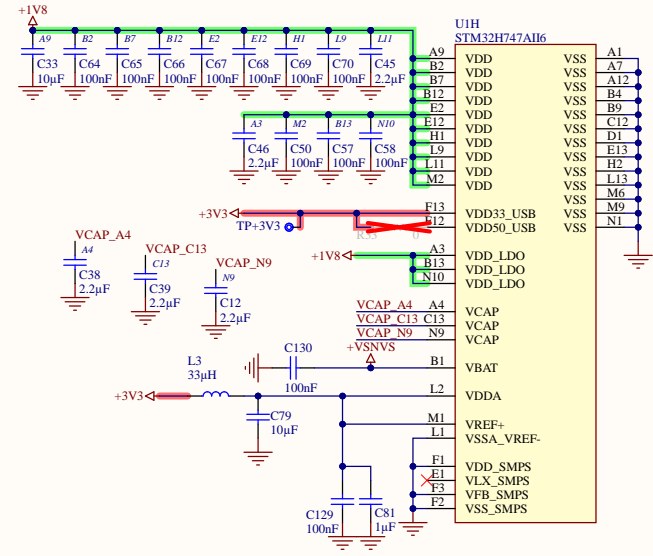 +1V8
U1H
STM32H747AII6
A9 B2 B7 B12 E2 E12 H1 L9 L11
C33 C64 C65 C66 C67 C68 C69 C70 C45
10µF 100nF 100nF 100nF 100nF 100nF 100nF 100nF 2.2µF
A3 M2 B13 N10
C46 C50 C57 C58
2.2µF 100nF 100nF 100nF
A9 VDD VSS A1
B2 VDD VSS A7
B7 VDD VSS A12
B12 VDD VSS B4
E2 VDD VSS B9
E12 VDD VSS C12
H1 VDD VSS D1
L9 VDD VSS E13
L11 VDD VSS H2
M2 VDD VSS L13
VSS M6
+3V3 F13 VDD33_USB VSS M9
TP+3V3 F12 VDD50_USB VSS N1
+1V8 A3 VDD_LDO
B13 VDD_LDO
N10 VDD_LDO
VCAP_A4
A4
C38
2.2µF
VCAP_C13
C13
C39
2.2µF
VCAP_N9
N9
C12
2.2µF
VCAP_A4 A4 VCAP
VCAP_C13 C13 VCAP
VCAP_N9 N9 VCAP
+VSNVS
C130
100nF
B1 VBAT
L3
33µH
+3V3 L2 VDDA
C79
10µF
M1 VREF+
L1 VSSA_VREF-
F1 VDD_SMPS
E1 VLX_SMPS
F3 VFB_SMPS
F2 VSS_SMPS
C129 C81
100nF 1µF